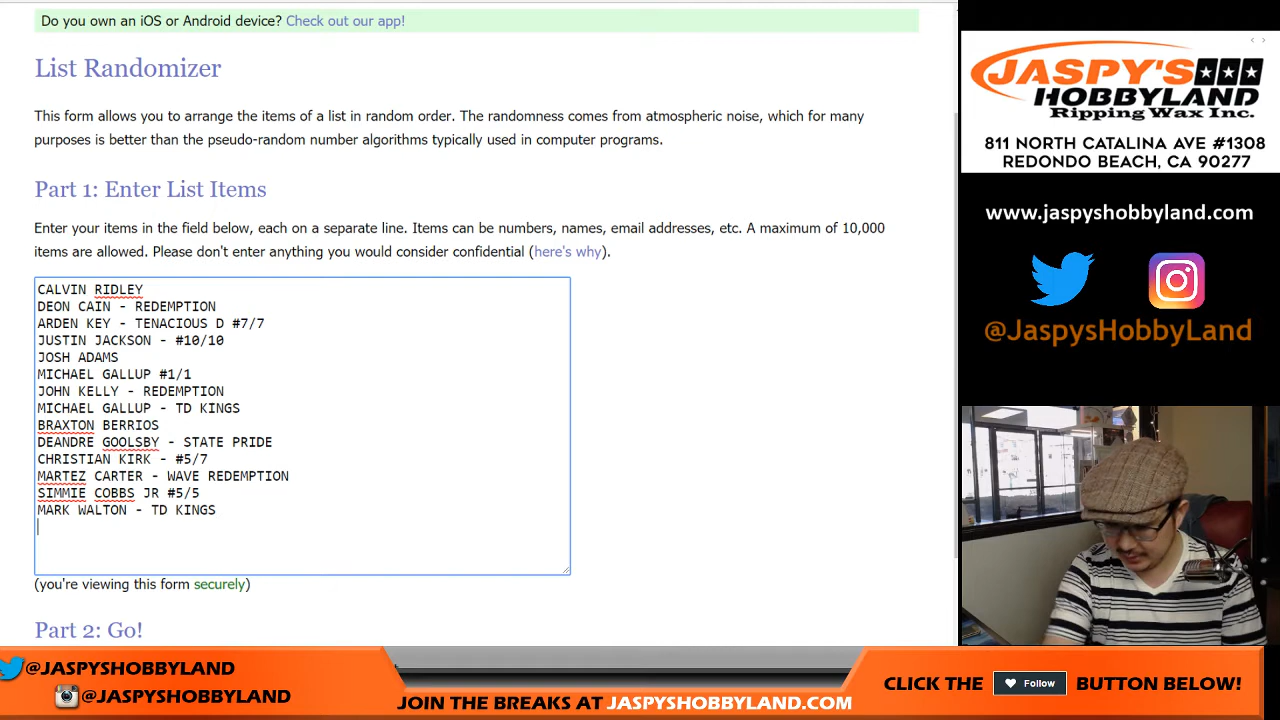 Do you own an iOS or Android device? Check out our app!
List Randomizer
This form allows you to arrange the items of a list in random order. The randomness comes from atmospheric noise, which for many
purposes is better than the pseudo-random number algorithms typically used in computer programs.
Part 1: Enter List Items
Enter your items in the field below, each on a separate line. Items can be numbers, names, email addresses, etc. A maximum of 10,000
items are allowed. Please don't enter anything you would consider confidential (here's why).
CALVIN RIDLEY
DEON CAIN - REDEMPTION
ARDEN KEY - TENACIOUS D #7/7
JUSTIN JACKSON - #10/10
JOSH ADAMS
MICHAEL GALLUP #1/1
JOHN KELLY - REDEMPTION
MICHAEL GALLUP - TD KINGS
BRAXTON BERRIOS
DEANDRE GOOLSBY - STATE PRIDE
CHRISTIAN KIRK - #5/7
MARTEZ CARTER - WAVE REDEMPTION
SIMMIE COBBS JR #5/5
MARK WALTON - TD KINGS
(you're viewing this form securely)
Part 2: Go!
JASPY'S
HOBBYLAND
Ripping Wax Inc.
811 NORTH CATALINA AVE #1308
REDONDO BEACH, CA 90277
www.jaspyshobbyland.com
@JaspysHobbyLand
@JASPYSHOBBYLAND
@JASPYSHOBBYLAND
JOIN THE BREAKS AT JASPYSHOBBYLAND.COM
CLICK THE Follow BUTTON BELOW!